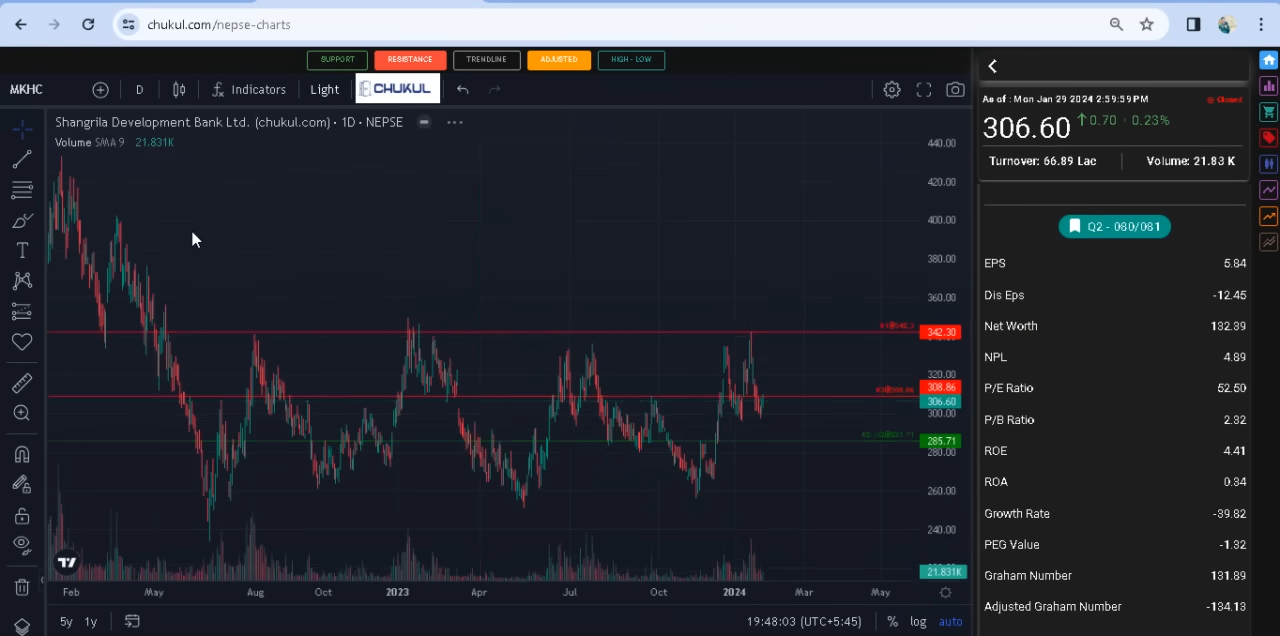 chukul.com/nepse-charts
SUPPORT RESISTANCE TRENDLINE ADJUSTED HIGH - LOW
MKHC D Indicators Light CHUKUL
Shangrila Development Bank Ltd. (chukul.com) · 1D · NEPSE
Volume SMA 9 21.831K
440.00
420.00
400.00
380.00
360.00
342.30
320.00
308.86
306.60
300.00
285.71
280.00
260.00
240.00
21.831K
Feb May Aug Oct 2023 Apr Jul Oct 2024 Mar May
5y 1y 19:48:03 (UTC+5:45) % log auto
As of : Mon Jan 29 2024 2:59:59 PM Closed
306.60 ↑0.70 · 0.23%
Turnover: 66.89 Lac Volume: 21.83 K
Q2 - 080/081
EPS 5.84
Dis Eps -12.45
Net Worth 132.39
NPL 4.89
P/E Ratio 52.50
P/B Ratio 2.32
ROE 4.41
ROA 0.34
Growth Rate -39.82
PEG Value -1.32
Graham Number 131.89
Adjusted Graham Number -134.13